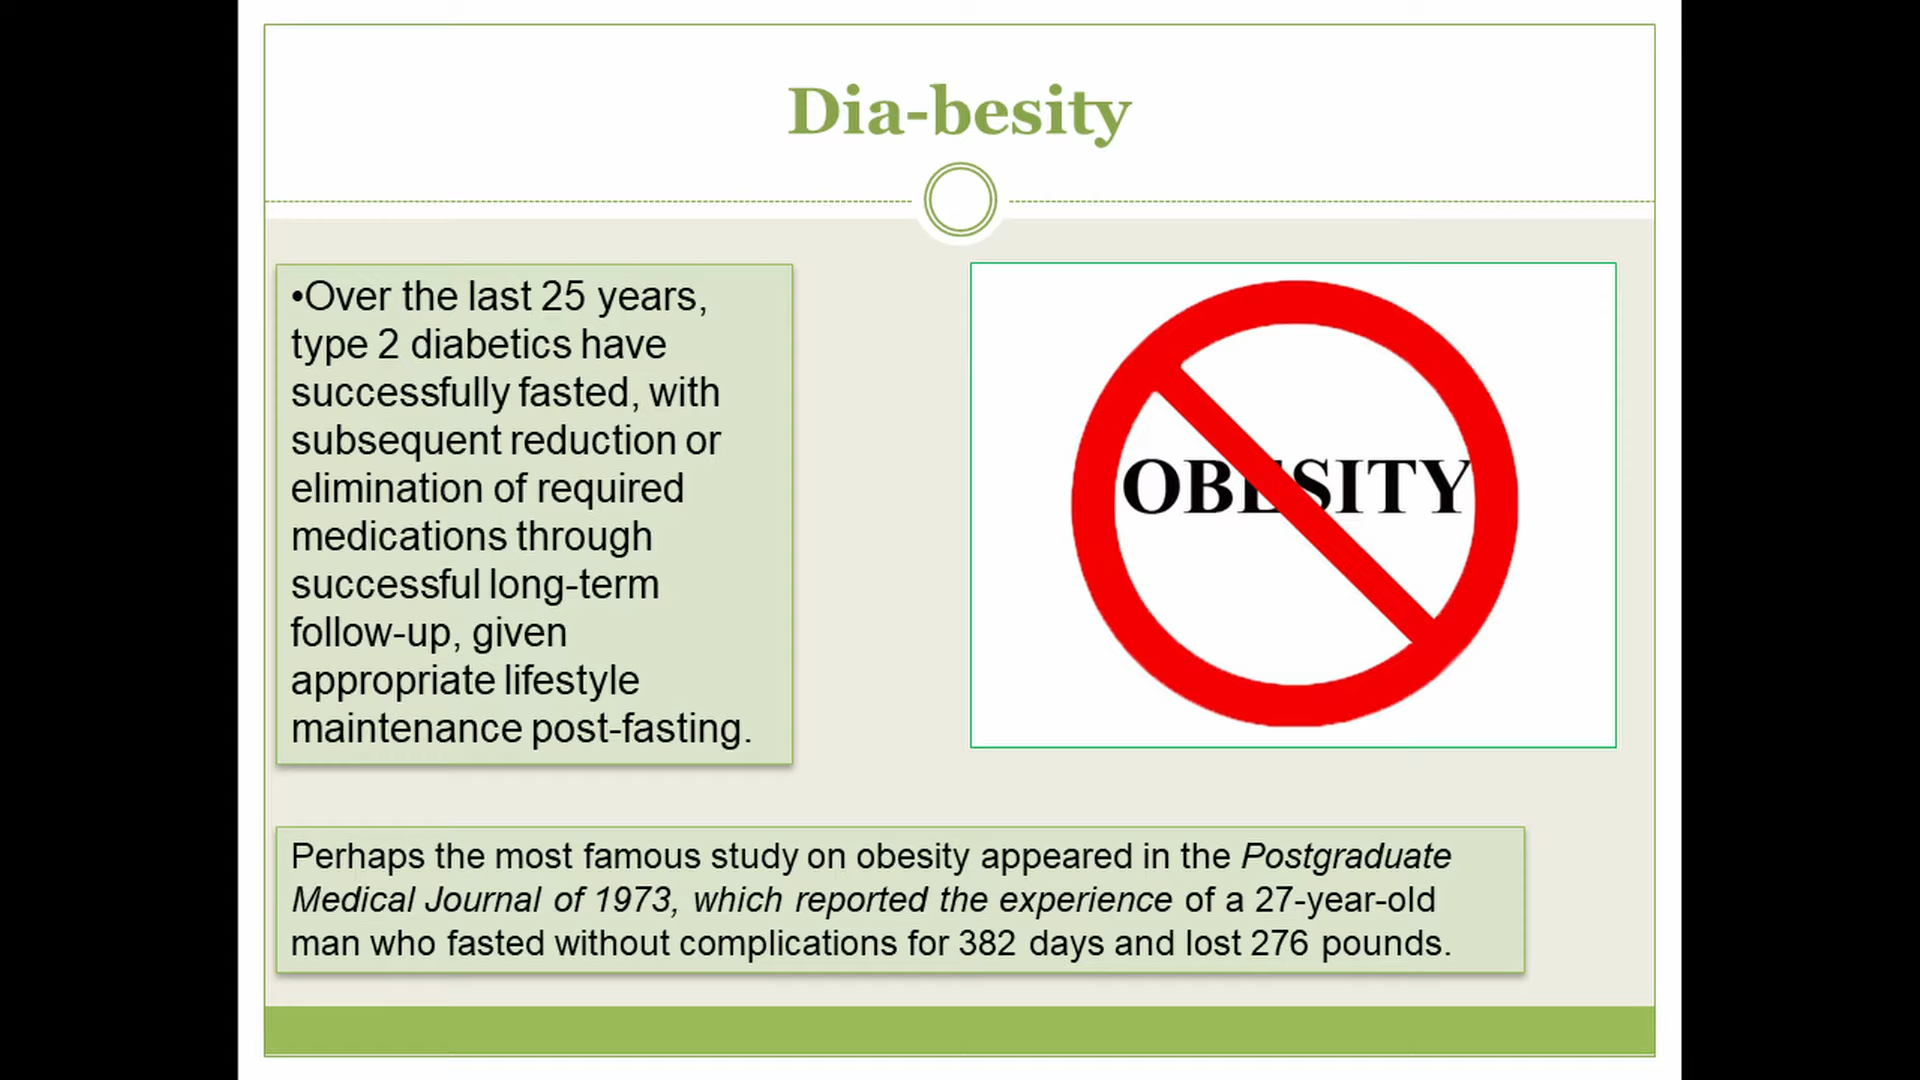 Dia-besity
•Over the last 25 years,
type 2 diabetics have
successfully fasted, with
subsequent reduction or
elimination of required
medications through
successful long-term
follow-up, given
appropriate lifestyle
maintenance post-fasting.
OBESITY
Perhaps the most famous study on obesity appeared in the Postgraduate
Medical Journal of 1973, which reported the experience of a 27-year-old
man who fasted without complications for 382 days and lost 276 pounds.